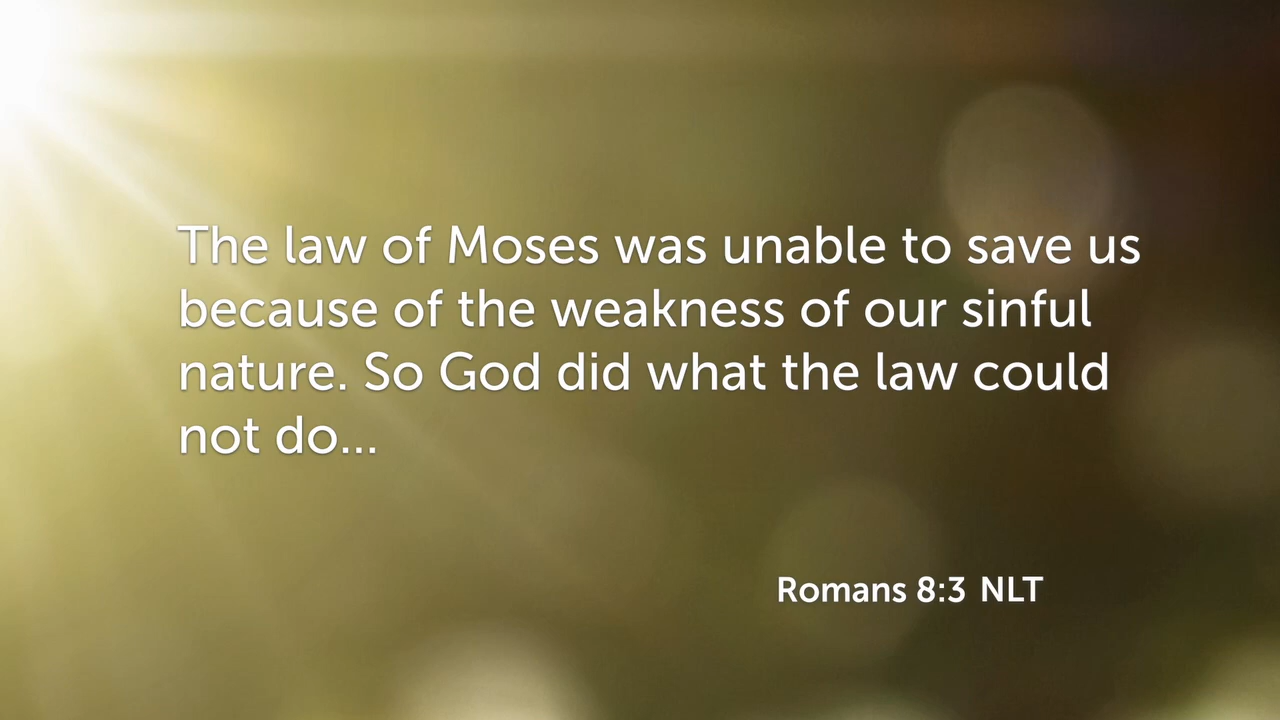 The law of Moses was unable to save us
because of the weakness of our sinful
nature. So God did what the law could
not do...
Romans 8:3 NLT